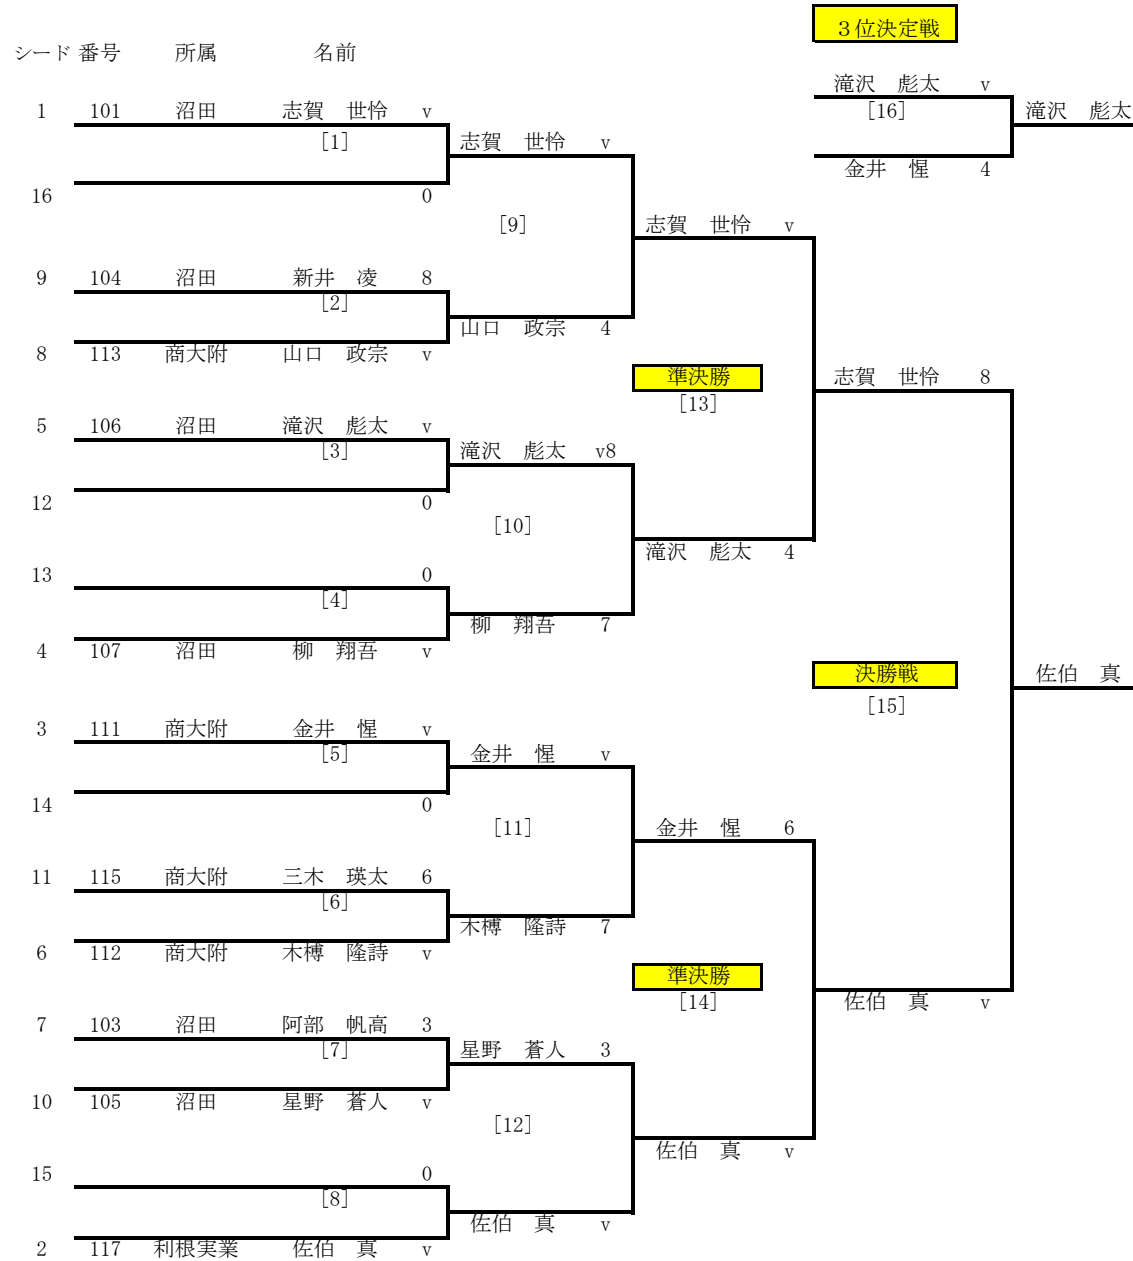 ３位決定戦
シード 番号 所属 名前
滝沢 彪太 v
1 101 沼田 志賀 世怜 v
[16]
滝沢 彪太
[1]
志賀 世怜 v
金井 惺 4
16 0
[9]
志賀 世怜 v
9 104 沼田 新井 凌 8
[2]
山口 政宗 4
8 113 商大附 山口 政宗 v
準決勝
志賀 世怜 8
[13]
5 106 沼田 滝沢 彪太 v
[3]
滝沢 彪太 v8
12 0
[10]
滝沢 彪太 4
13 0
[4]
柳 翔吾 7
4 107 沼田 柳 翔吾 v
決勝戦
佐伯 真
[15]
3 111 商大附 金井 惺 v
[5]
金井 惺 v
14 0
[11]
金井 惺 6
11 115 商大附 三木 瑛太 6
[6]
木榑 隆詩 7
6 112 商大附 木榑 隆詩 v
準決勝
[14]
佐伯 真 v
7 103 沼田 阿部 帆高 3
[7]
星野 蒼人 3
10 105 沼田 星野 蒼人 v
[12]
佐伯 真 v
15 0
[8]
佐伯 真 v
2 117 利根実業 佐伯 真 v